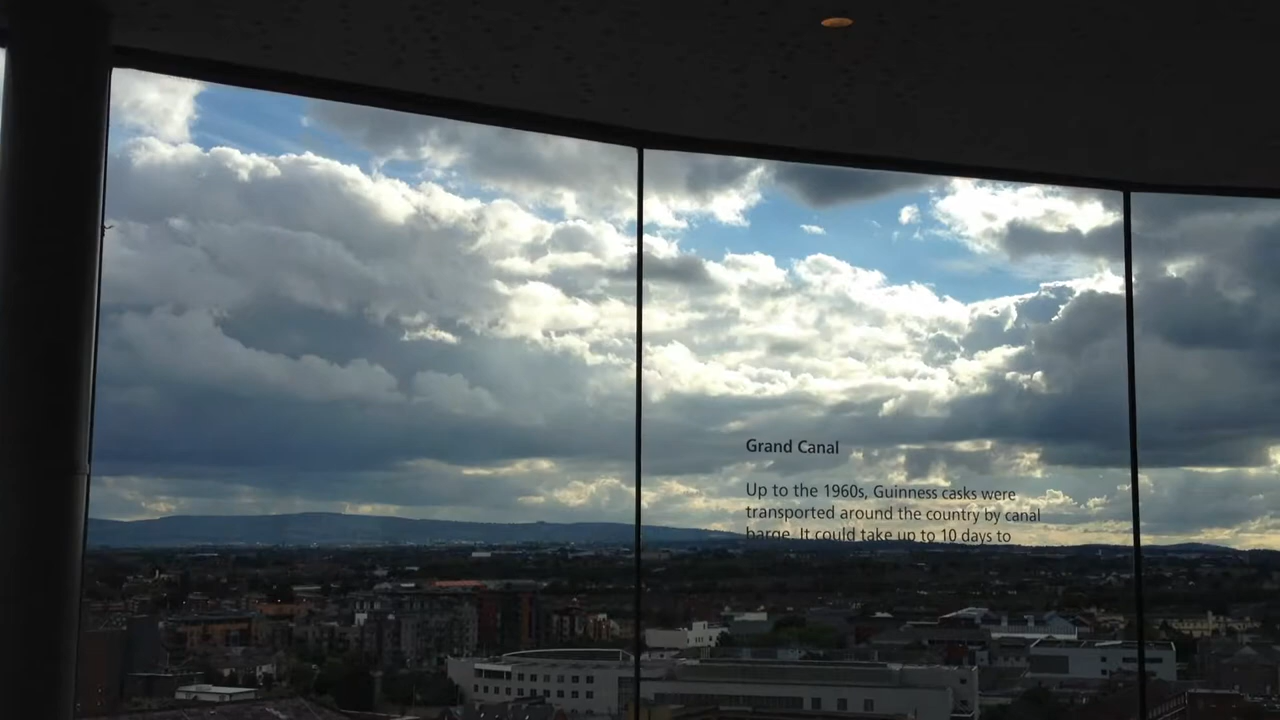 Grand Canal
Up to the 1960s, Guinness casks were
transported around the country by canal
barge. It could take up to 10 days to